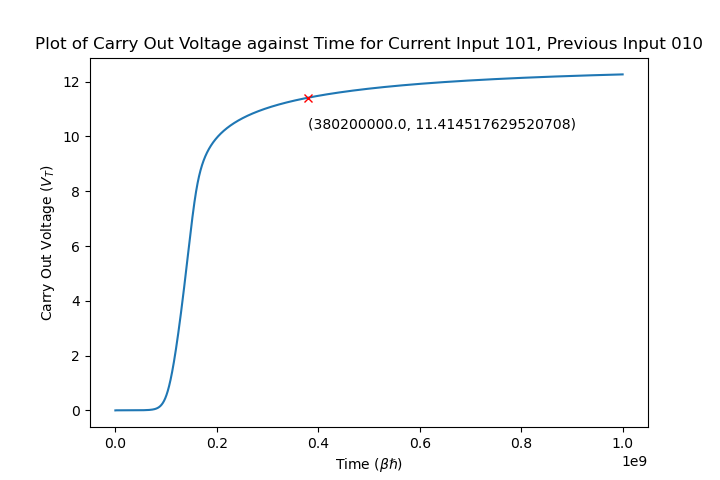 Plot of Carry Out Voltage against Time for Current Input 101, Previous Input 010
Carry Out Voltage (V_T)
12
10
8
6
4
2
0
(380200000.0, 11.414517629520708)
0.0 0.2 0.4 0.6 0.8 1.0
1e9
Time (βħ)